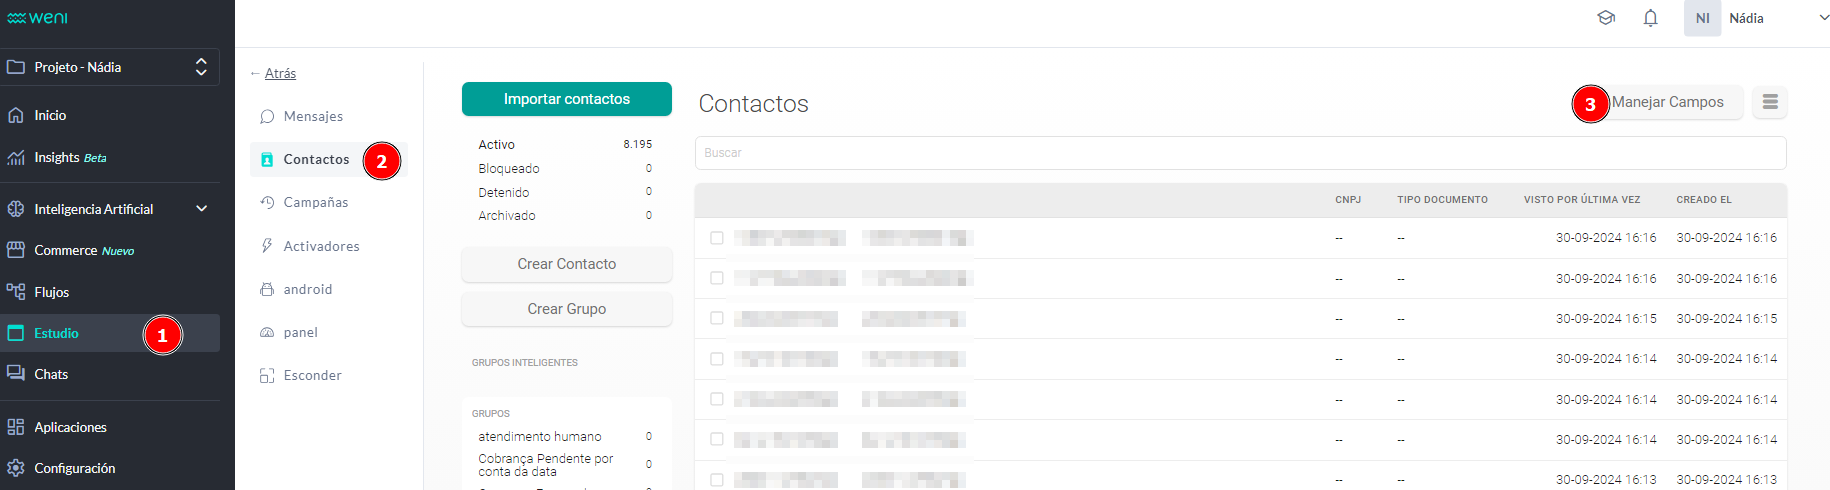 weni
NI Nádia
Projeto - Nádia
Inicio
Insights Beta
Inteligencia Artificial
Commerce Nuevo
Flujos
Estudio 1
Chats
Aplicaciones
Configuración
← Atrás
Mensajes
Contactos 2
Campañas
Activadores
android
panel
Esconder
Importar contactos
Activo 8.195
Bloqueado 0
Detenido 0
Archivado 0
Crear Contacto
Crear Grupo
GRUPOS INTELIGENTES
GRUPOS
atendimento humano 0
Cobrança Pendente por
conta da data 0
Contactos
3 Manejar Campos
Buscar
CNPJ TIPO DOCUMENTO VISTO POR ÚLTIMA VEZ CREADO EL
-- -- 30-09-2024 16:16 30-09-2024 16:16
-- -- 30-09-2024 16:16 30-09-2024 16:16
-- -- 30-09-2024 16:15 30-09-2024 16:15
-- -- 30-09-2024 16:14 30-09-2024 16:14
-- -- 30-09-2024 16:14 30-09-2024 16:14
-- -- 30-09-2024 16:14 30-09-2024 16:14
-- -- 30-09-2024 16:13 30-09-2024 16:13